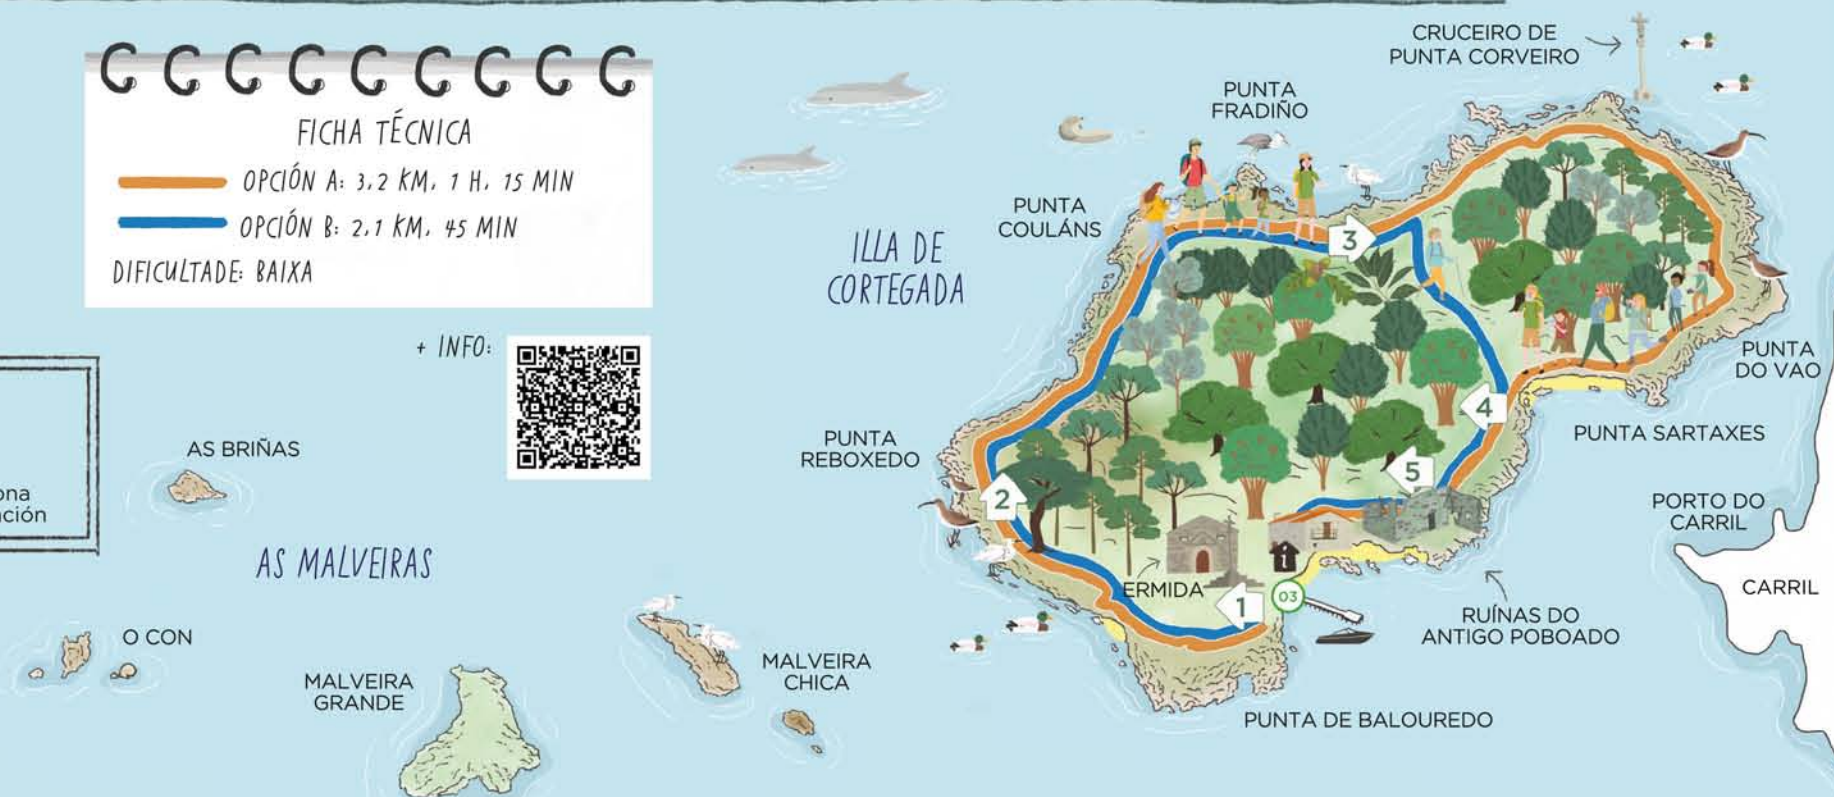 CRUCEIRO DE
PUNTA CORVEIRO
PUNTA
FRADIÑO
FICHA TÉCNICA
OPCIÓN A: 3,2 KM, 1 H, 15 MIN
OPCIÓN B: 2,1 KM, 45 MIN
DIFICULTADE: BAIXA
PUNTA
COULÁNS
3
ILLA DE
CORTEGADA
+ INFO:
PUNTA
DO VAO
4
PUNTA SARTAXES
PUNTA
REBOXEDO
AS BRIÑAS
5
2
ona
ción
PORTO DO
CARRIL
AS MALVEIRAS
i
ERMIDA
1
03
CARRIL
RUÍNAS DO
ANTIGO POBOADO
O CON
MALVEIRA
GRANDE
MALVEIRA
CHICA
PUNTA DE BALOUREDO